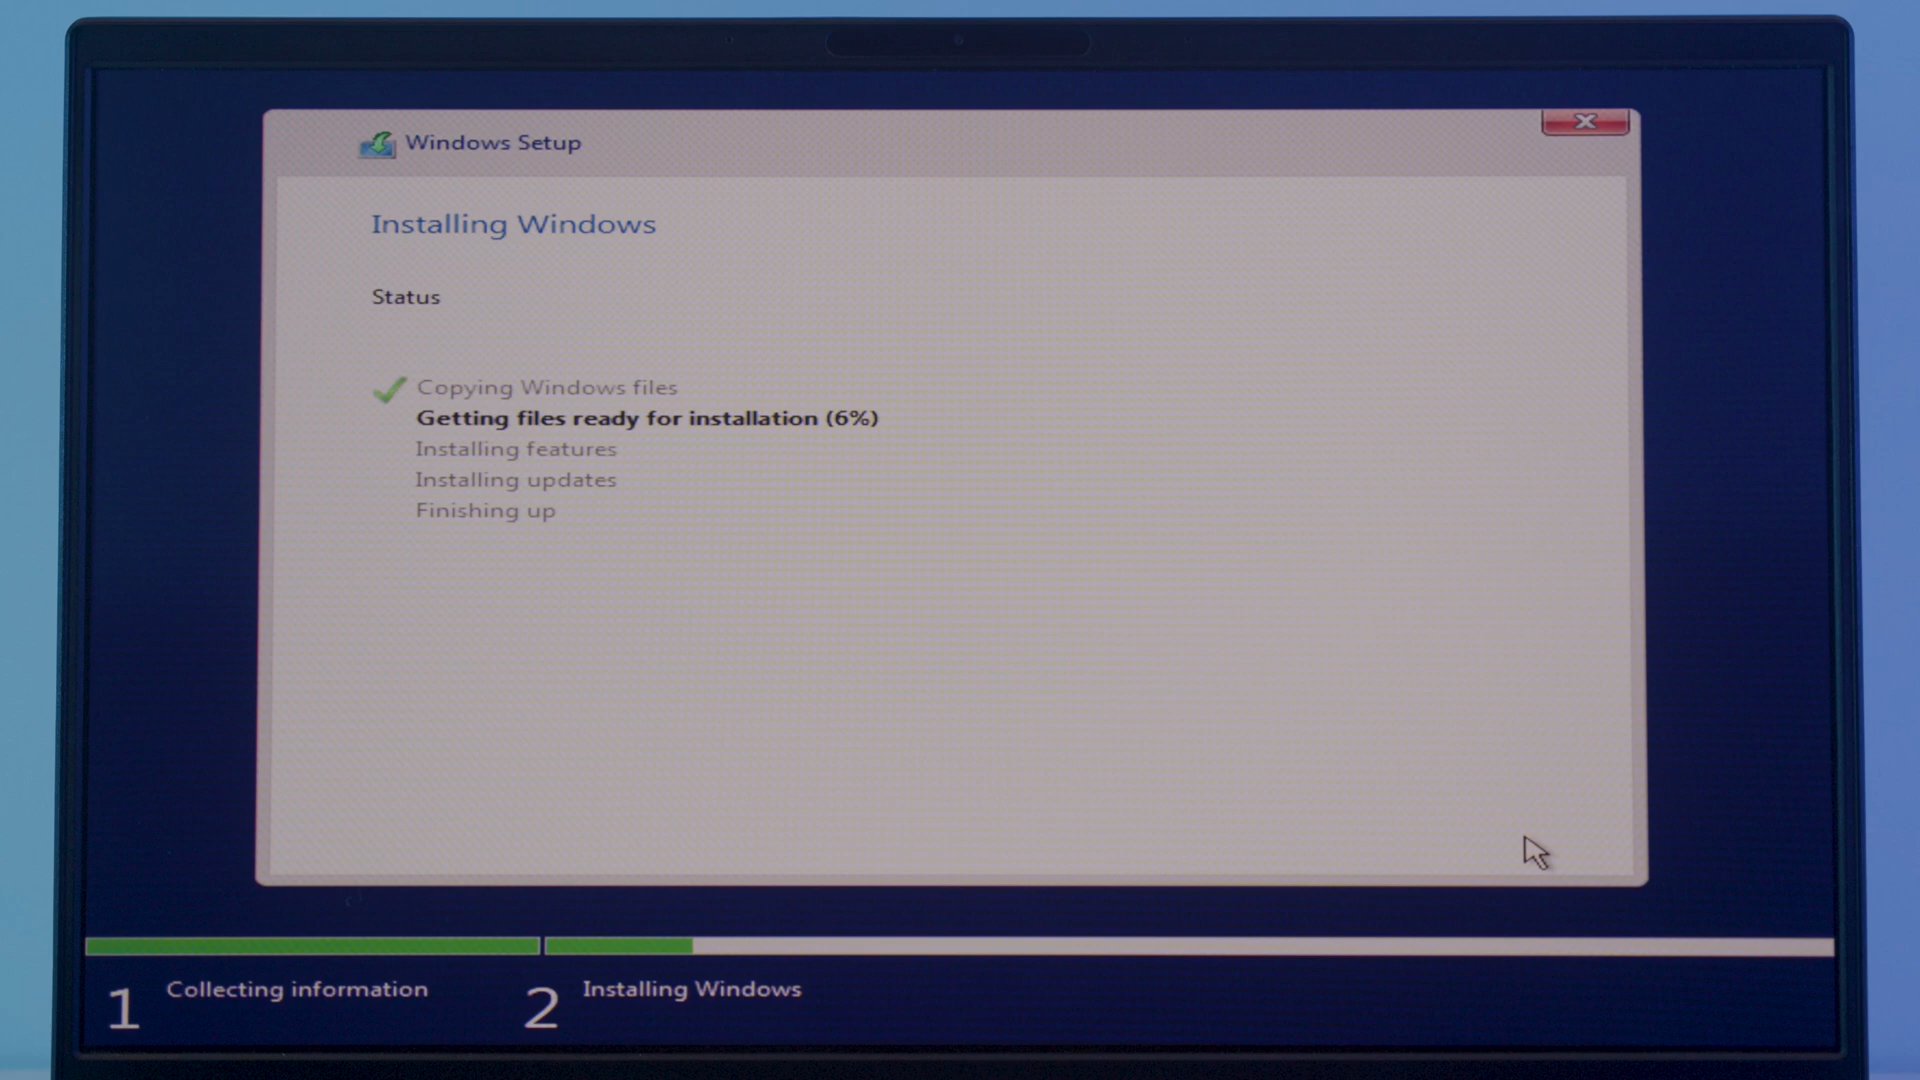 Windows Setup
Installing Windows
Status
Copying Windows files
Getting files ready for installation (6%)
Installing features
Installing updates
Finishing up
1 Collecting information
2 Installing Windows